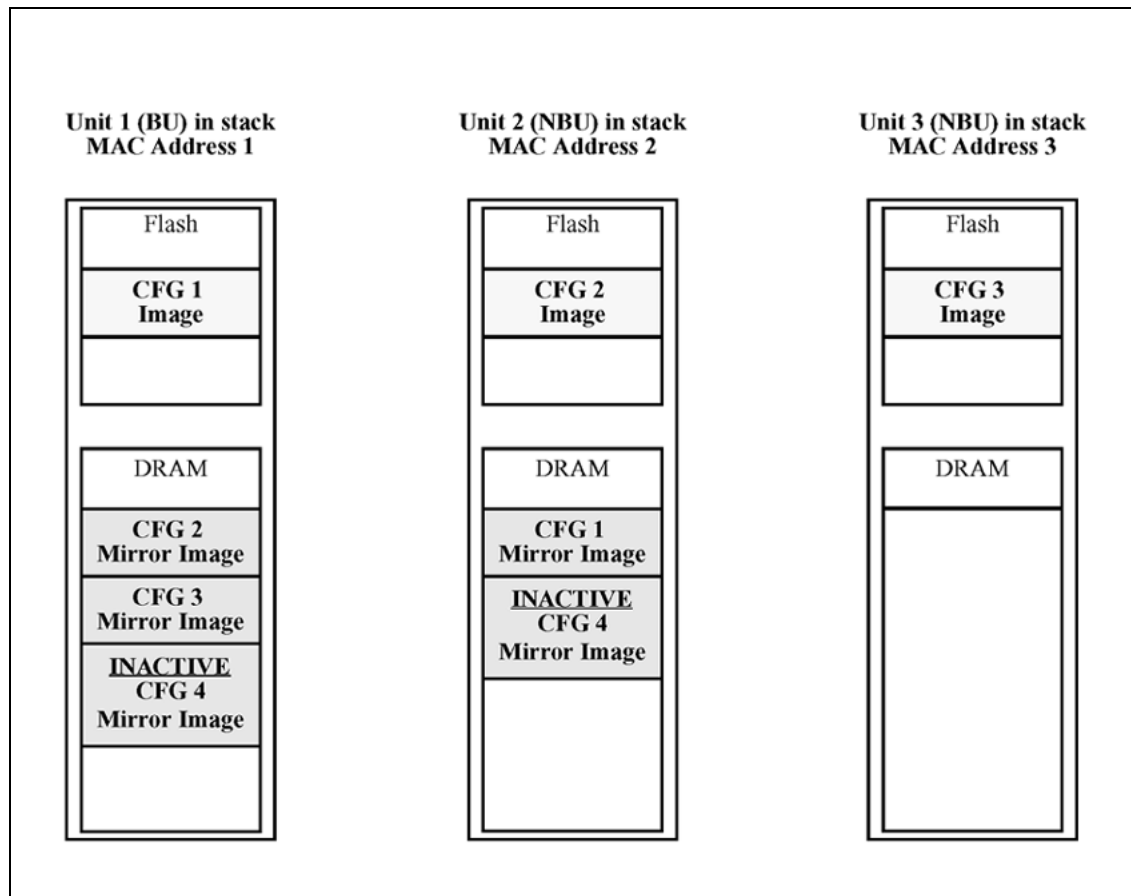 Unit 1 (BU) in stack
MAC Address 1
Flash
CFG 1
Image
DRAM
CFG 2
Mirror Image
CFG 3
Mirror Image
INACTIVE
CFG 4
Mirror Image
Unit 2 (NBU) in stack
MAC Address 2
Flash
CFG 2
Image
DRAM
CFG 1
Mirror Image
INACTIVE
CFG 4
Mirror Image
Unit 3 (NBU) in stack
MAC Address 3
Flash
CFG 3
Image
DRAM